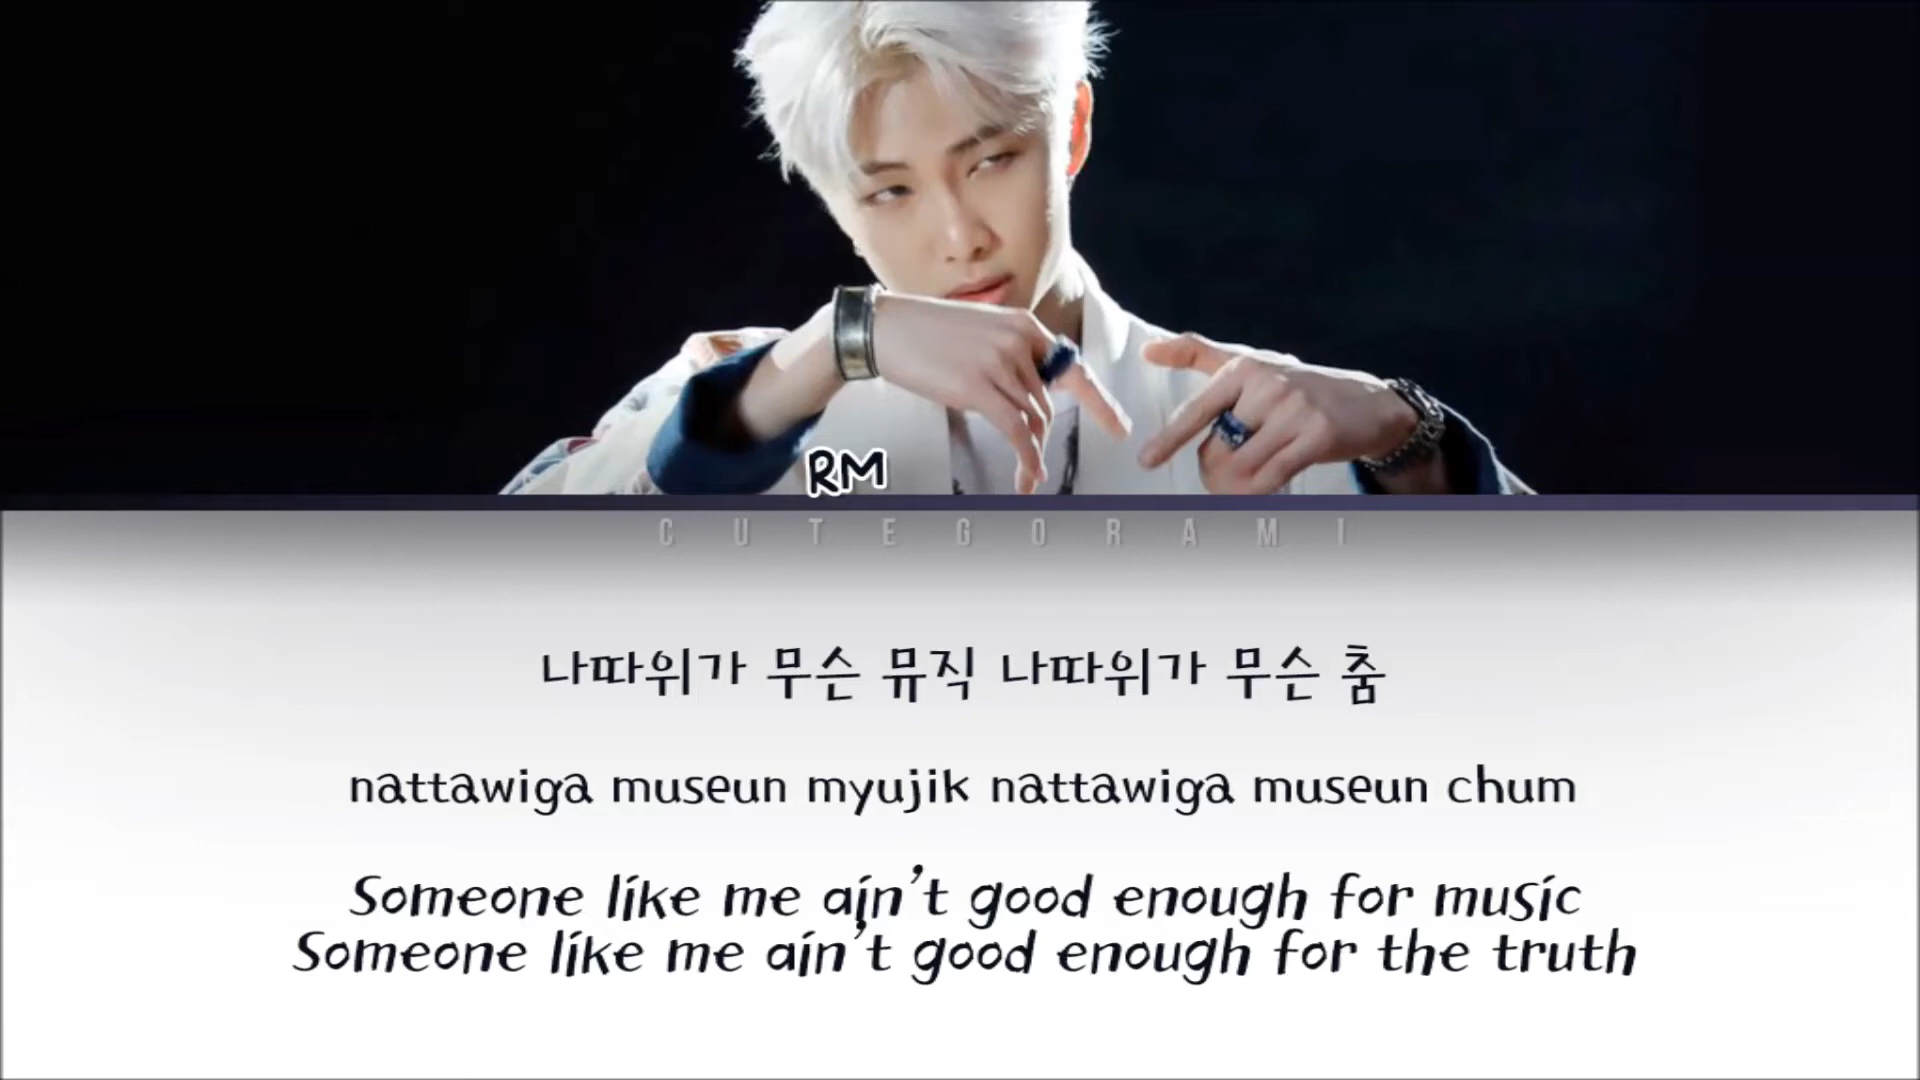 RM
CUTEGORAMI
나따위가 무슨 뮤직 나따위가 무슨 춤
nattawiga museun myujik nattawiga museun chum
Someone like me ain't good enough for music
Someone like me ain't good enough for the truth